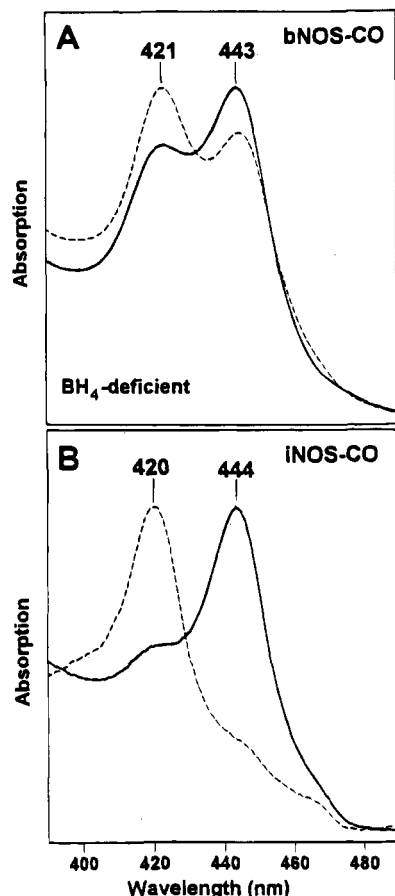 A
bNOS-CO
421 443
Absorption
BH₄-deficient
B
iNOS-CO
420 444
Absorption
400 420 440 460 480
Wavelength (nm)